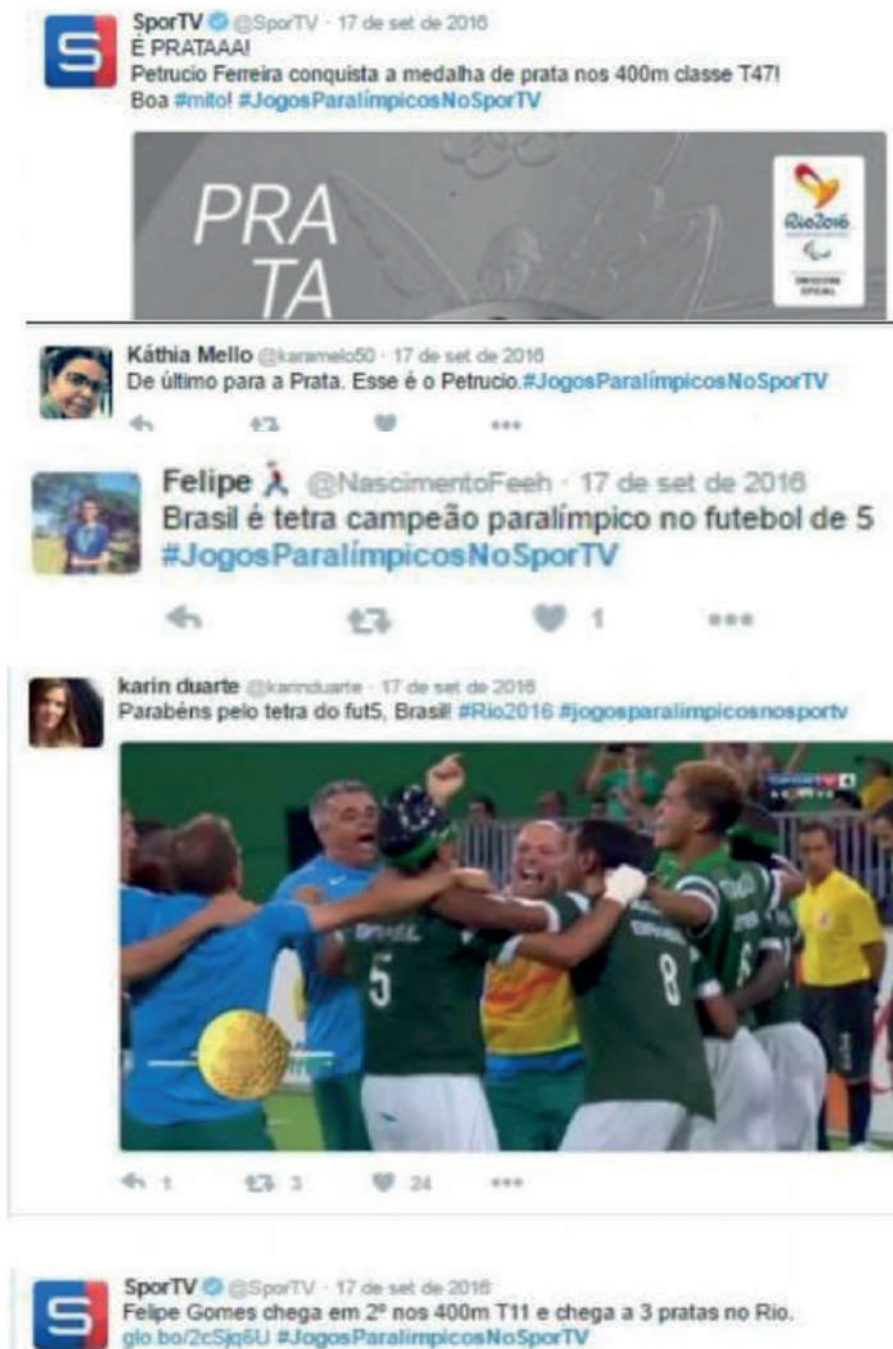 SporTV @SporTV · 17 de set de 2016
É PRATAAA!
Petrucio Ferreira conquista a medalha de prata nos 400m classe T47!
Boa #mito! #JogosParalímpicosNoSporTV
PRA
TA
Rio2016
Káthia Mello @karamelo50 · 17 de set de 2016
De último para a Prata. Esse é o Petrucio.#JogosParalímpicosNoSporTV
Felipe @NascimentoFeeh · 17 de set de 2016
Brasil é tetra campeão paralímpico no futebol de 5
#JogosParalímpicosNoSporTV
1
karin duarte @karinduarte · 17 de set de 2016
Parabéns pelo tetra do fut5, Brasil! #Rio2016 #jogosparalimpicosnosportv
BRASIL
5
8
6
1 3 24
SporTV @SporTV · 17 de set de 2016
Felipe Gomes chega em 2º nos 400m T11 e chega a 3 pratas no Rio.
glo.bo/2cSjq6U #JogosParalímpicosNoSporTV